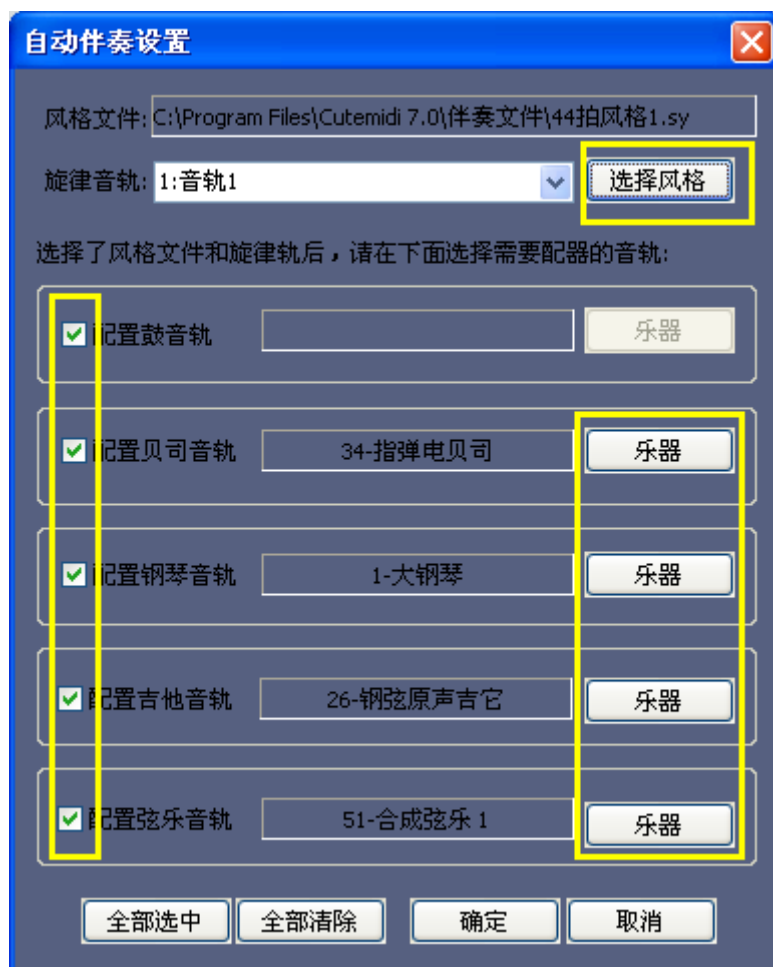 自动伴奏设置
风格文件: C:\Program Files\Cutemidi 7.0\伴奏文件\44拍风格1.sy
旋律音轨: 1:音轨1 选择风格
选择了风格文件和旋律轨后，请在下面选择需要配器的音轨:
配置鼓音轨 乐器
配置贝司音轨 34-指弹电贝司 乐器
配置钢琴音轨 1-大钢琴 乐器
配置吉他音轨 26-钢弦原声吉它 乐器
配置弦乐音轨 51-合成弦乐 1 乐器
全部选中 全部清除 确定 取消